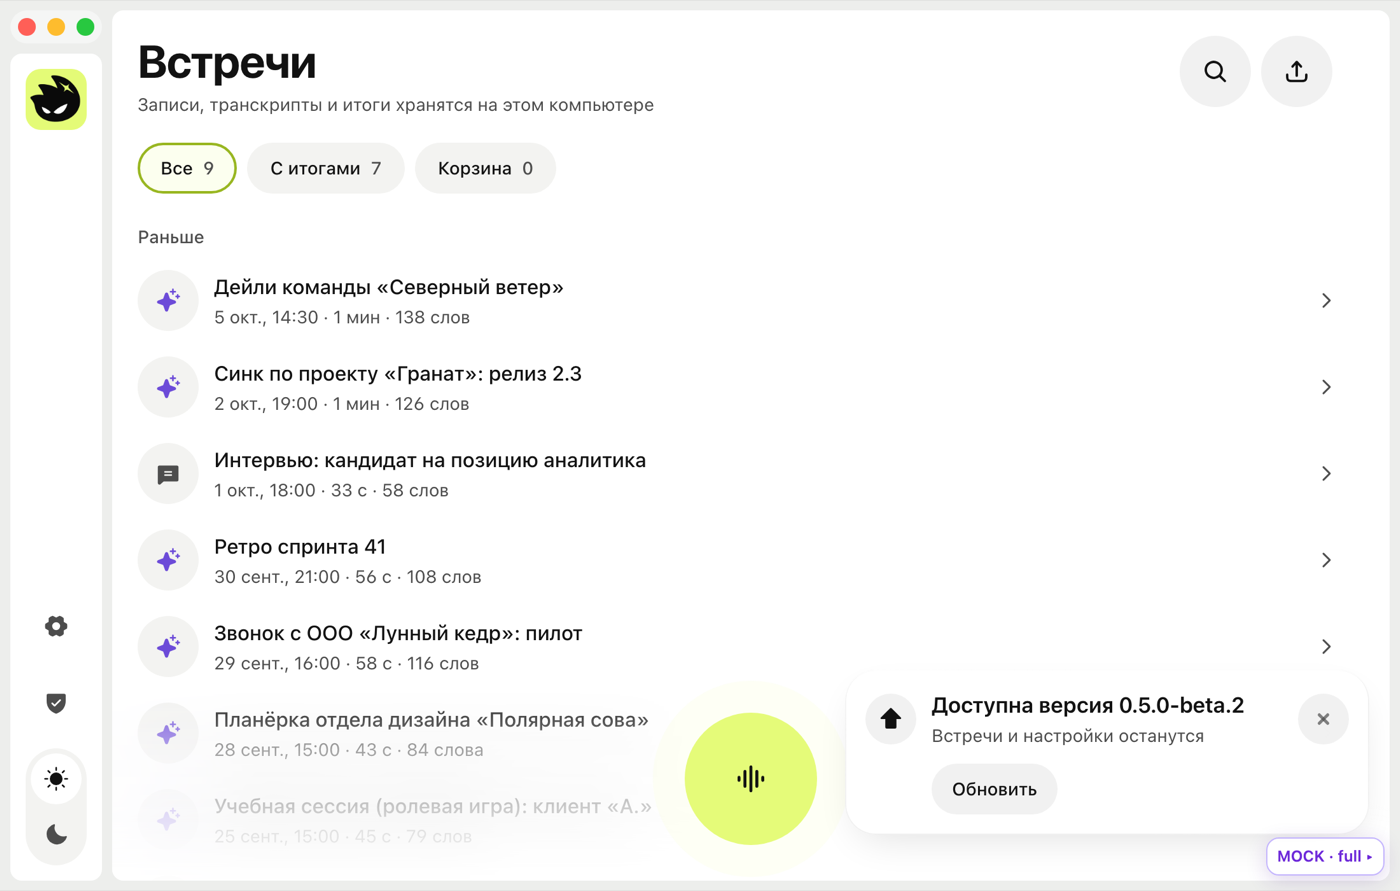 Встречи
Записи, транскрипты и итоги хранятся на этом компьютере
Все 9
С итогами 7
Корзина 0
Раньше
Дейли команды «Северный ветер»
5 окт., 14:30 · 1 мин · 138 слов
Синк по проекту «Гранат»: релиз 2.3
2 окт., 19:00 · 1 мин · 126 слов
Интервью: кандидат на позицию аналитика
1 окт., 18:00 · 33 с · 58 слов
Ретро спринта 41
30 сент., 21:00 · 56 с · 108 слов
Звонок с ООО «Лунный кедр»: пилот
29 сент., 16:00 · 58 с · 116 слов
Планёрка отдела дизайна «Полярная сова»
28 сент., 15:00 · 43 с · 84 слова
Учебная сессия (ролевая игра): клиент «А.»
25 сент., 15:00 · 45 с · 79 слов
Доступна версия 0.5.0-beta.2
Встречи и настройки останутся
Обновить
MOCK · full ▸